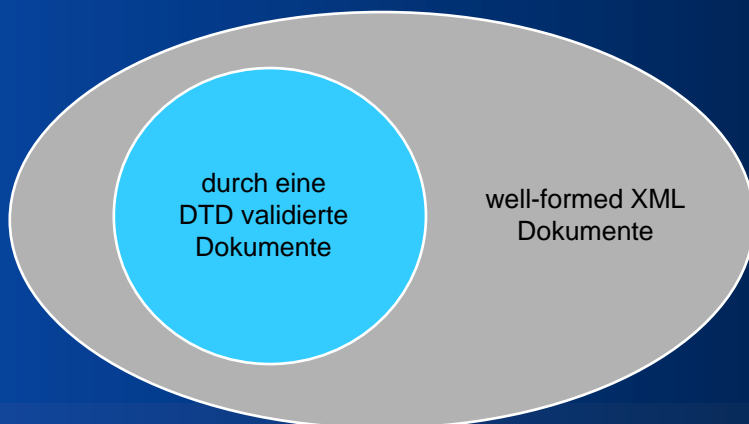 durch eine
DTD validierte
Dokumente
well-formed XML
Dokumente